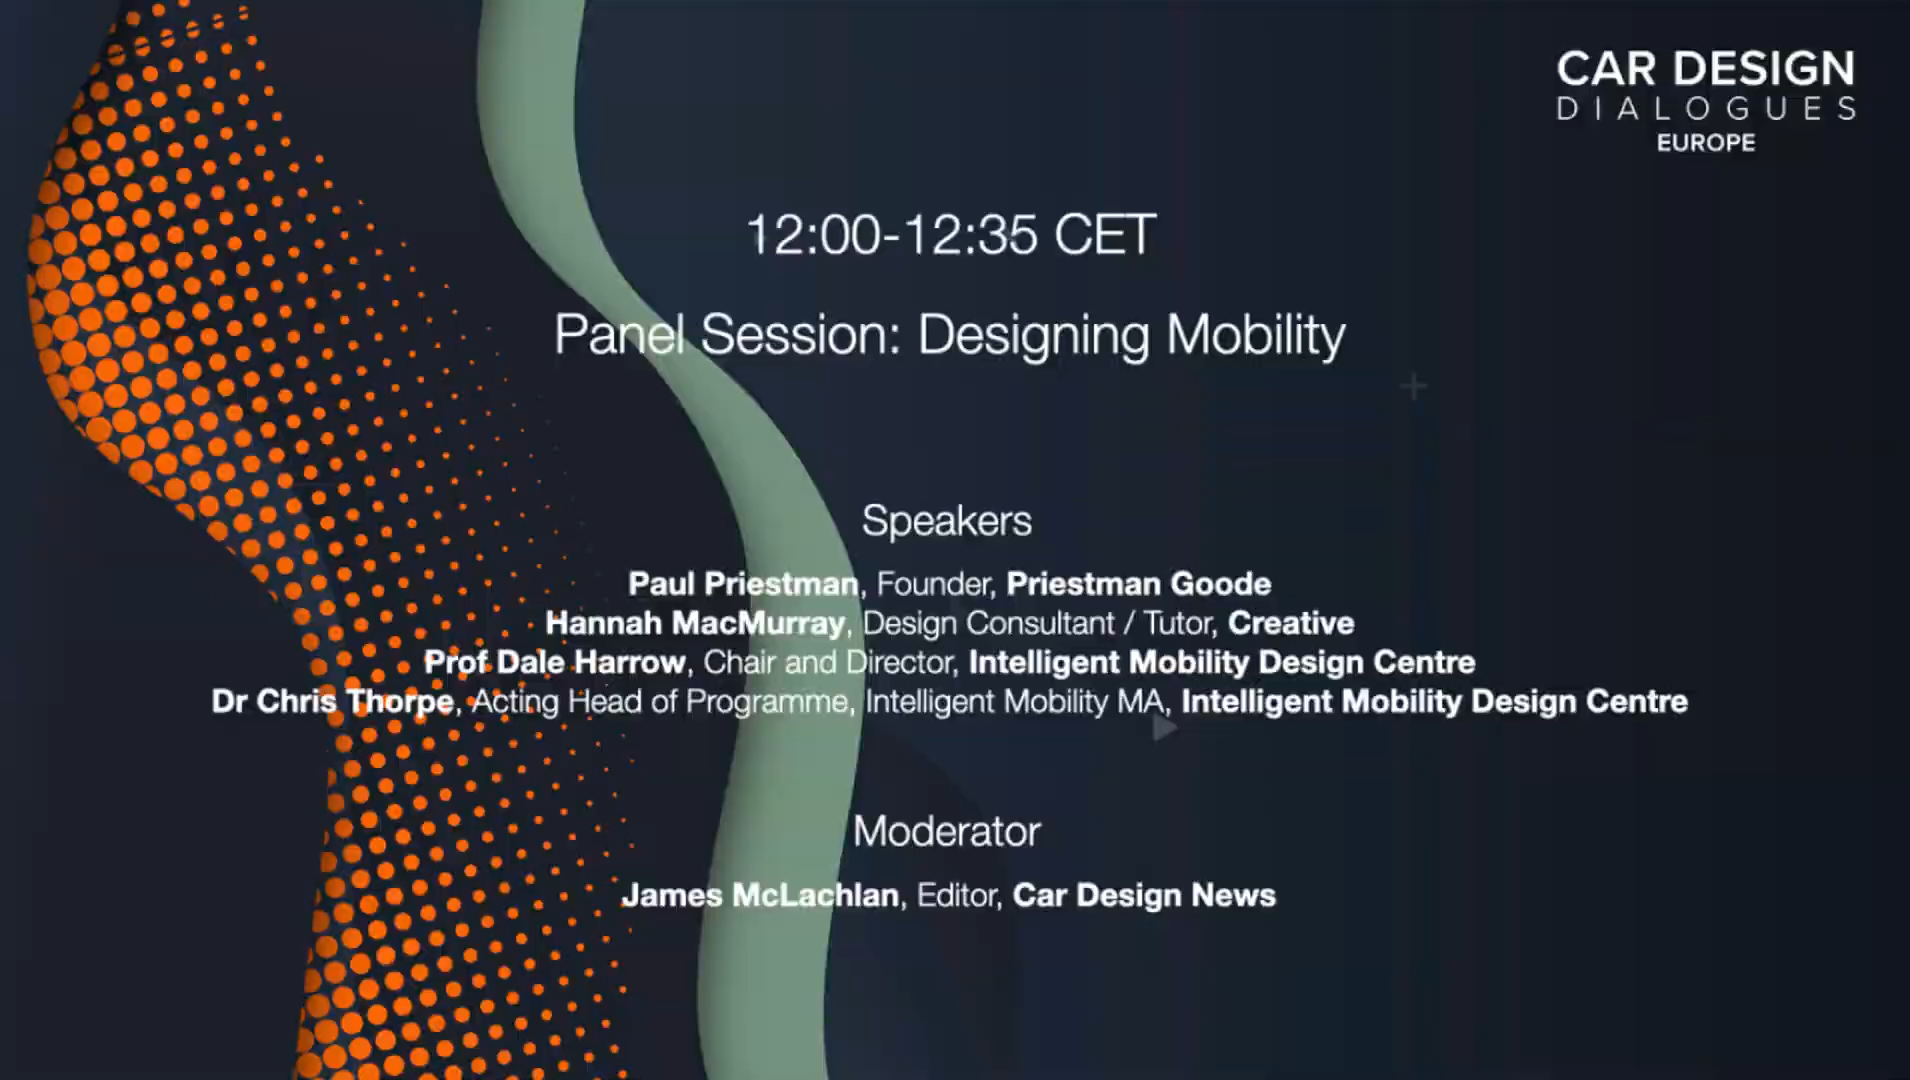 CAR DESIGN
DIALOGUES
EUROPE
12:00-12:35 CET
Panel Session: Designing Mobility
Speakers
Paul Priestman, Founder, Priestman Goode
Hannah MacMurray, Design Consultant / Tutor, Creative
Prof Dale Harrow, Chair and Director, Intelligent Mobility Design Centre
Dr Chris Thorpe, Acting Head of Programme, Intelligent Mobility MA, Intelligent Mobility Design Centre
Moderator
James McLachlan, Editor, Car Design News